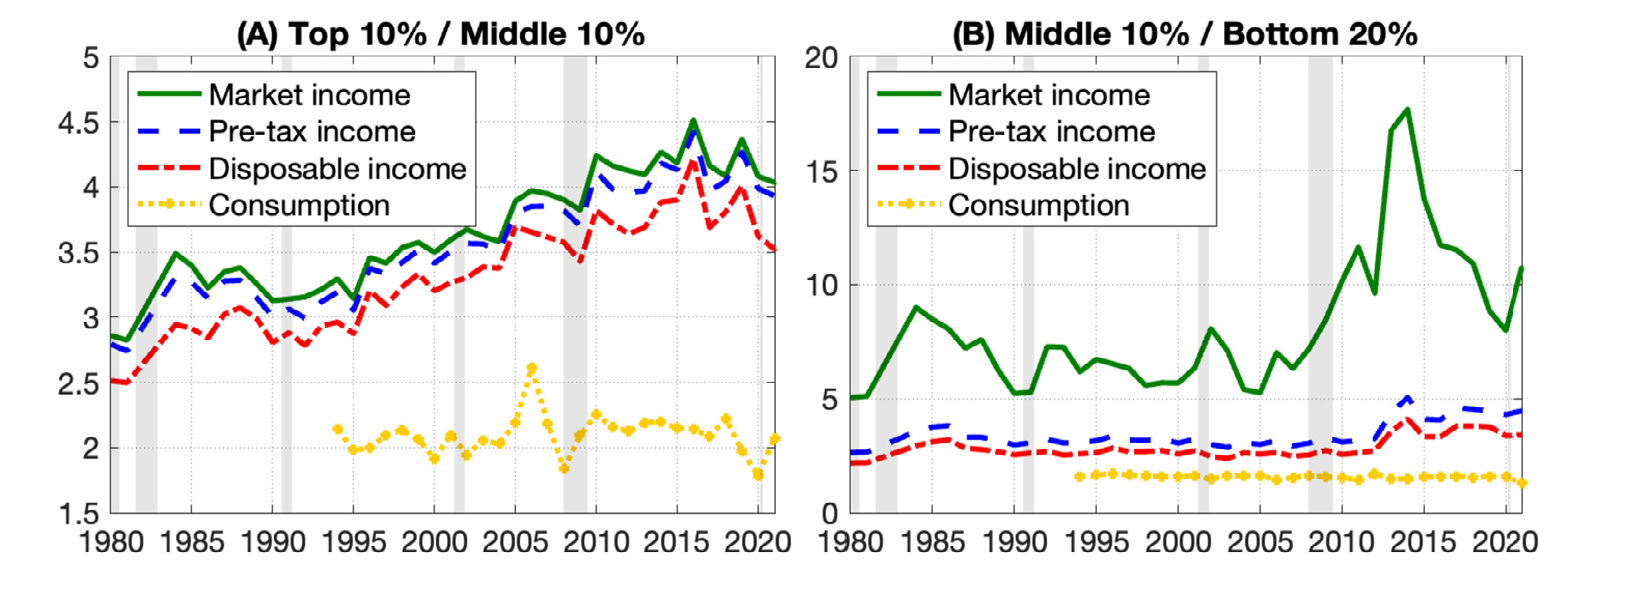 (A) Top 10% / Middle 10%
5
4.5
4
3.5
3
2.5
2
1.5
Market income
Pre-tax income
Disposable income
Consumption
1980 1985 1990 1995 2000 2005 2010 2015 2020
(B) Middle 10% / Bottom 20%
20
15
10
5
0
Market income
Pre-tax income
Disposable income
Consumption
1980 1985 1990 1995 2000 2005 2010 2015 2020